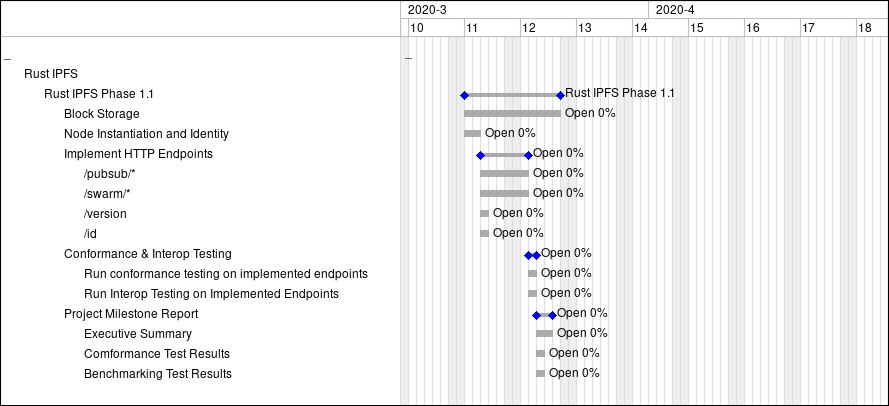 2020-3 2020-4
10 11 12 13 14 15 16 17 18
Rust IPFS
Rust IPFS Phase 1.1 Rust IPFS Phase 1.1
Block Storage Open 0%
Node Instantiation and Identity Open 0%
Implement HTTP Endpoints Open 0%
/pubsub/* Open 0%
/swarm/* Open 0%
/version Open 0%
/id Open 0%
Conformance & Interop Testing Open 0%
Run conformance testing on implemented endpoints Open 0%
Run Interop Testing on Implemented Endpoints Open 0%
Project Milestone Report Open 0%
Executive Summary Open 0%
Comformance Test Results Open 0%
Benchmarking Test Results Open 0%